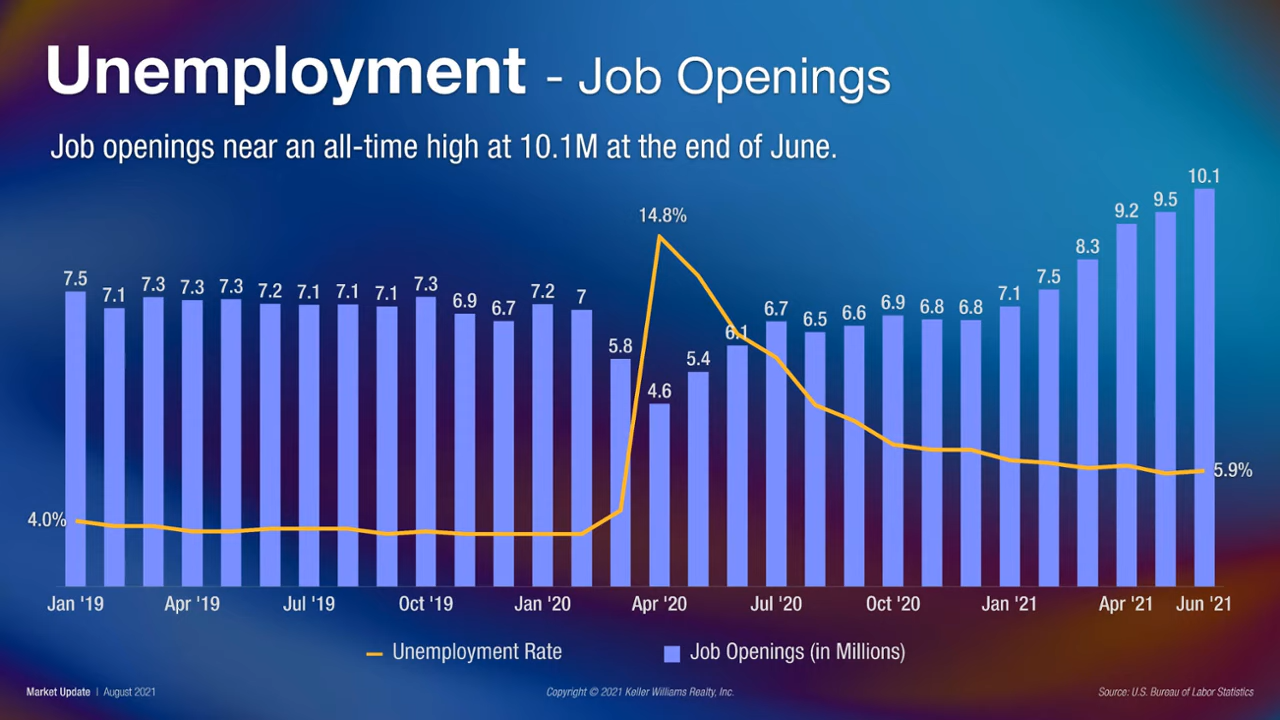 Unemployment - Job Openings
Job openings near an all-time high at 10.1M at the end of June.
7.5 7.1 7.3 7.3 7.3 7.2 7.1 7.1 7.1 7.3 6.9 6.7 7.2 7 5.8 4.6 5.4 6.1 6.7 6.5 6.6 6.9 6.8 6.8 7.1 7.5 8.3 9.2 9.5 10.1
14.8%
4.0%
5.9%
Jan '19 Apr '19 Jul '19 Oct '19 Jan '20 Apr '20 Jul '20 Oct '20 Jan '21 Apr '21 Jun '21
Unemployment Rate Job Openings (in Millions)
Market Update | August 2021 Copyright © 2021 Keller Williams Realty, Inc. Source: U.S. Bureau of Labor Statistics